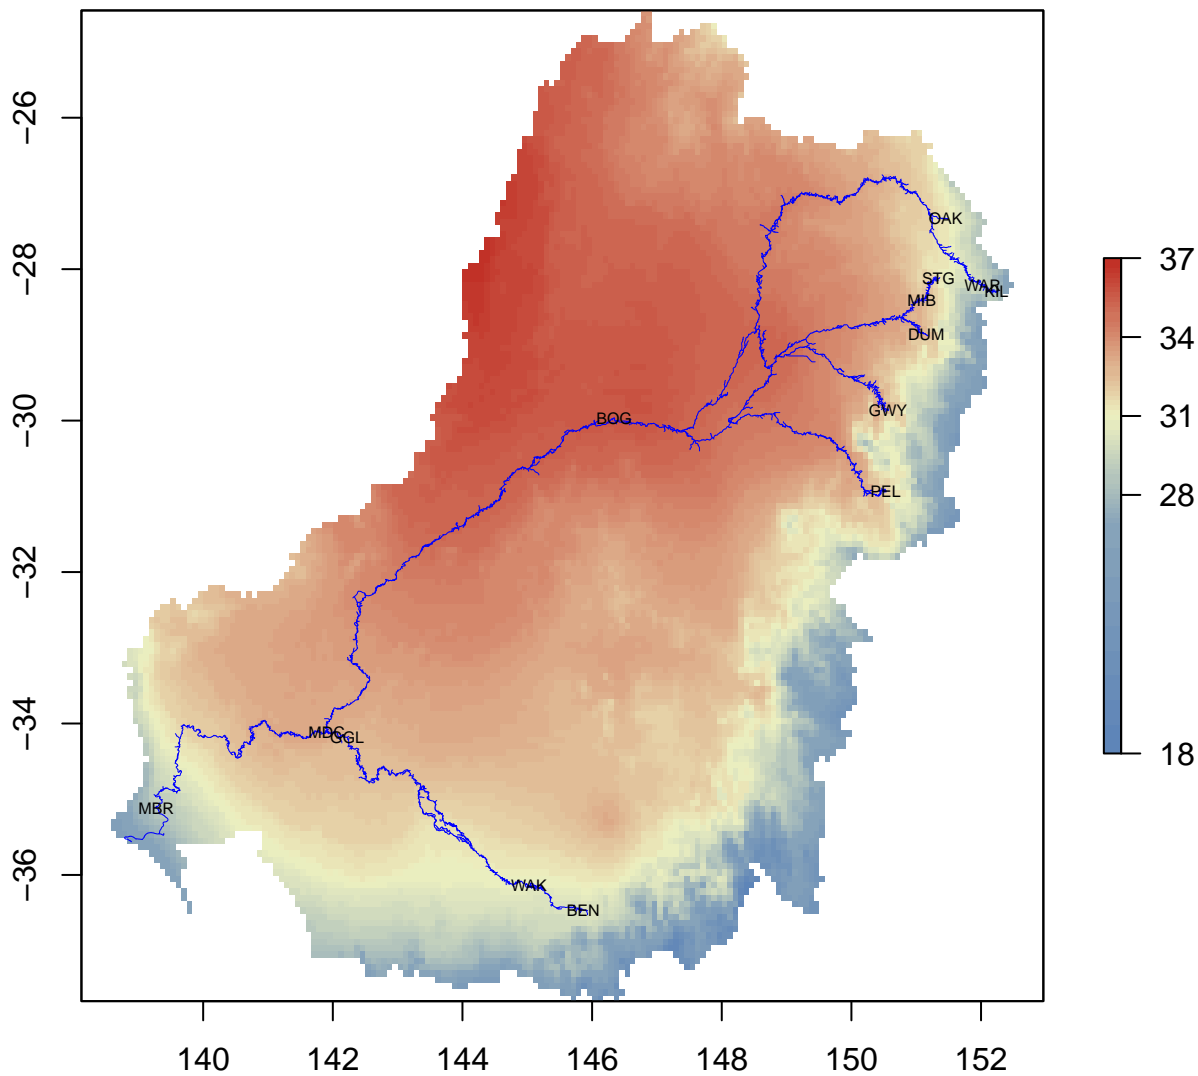 −26
−28
−30
−32
−34
−36
OAK
STG
WAR
KIL
MIB
DUM
GWY
BOG
PEL
MDC
GGL
MBR
WAK
BEN
37
34
31
28
18
140
142
144
146
148
150
152